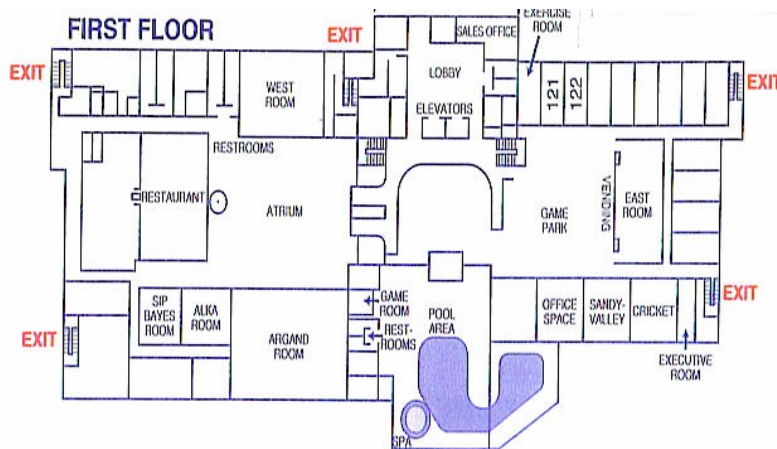 FIRST FLOOR
EXIT
EXIT
EXIT
EXIT
EXIT
SALES OFFICE
EXERCISE
ROOM
LOBBY
ELEVATORS
121
122
WEST
ROOM
RESTROOMS
RESTAURANT
ATRIUM
GAME
PARK
VENDING
EAST
ROOM
SIP
BAYES
ROOM
ALKA
ROOM
ARGAND
ROOM
GAME
ROOM
REST-
ROOMS
POOL
AREA
SPA
OFFICE
SPACE
SANDY-
VALLEY
CRICKET
EXECUTIVE
ROOM